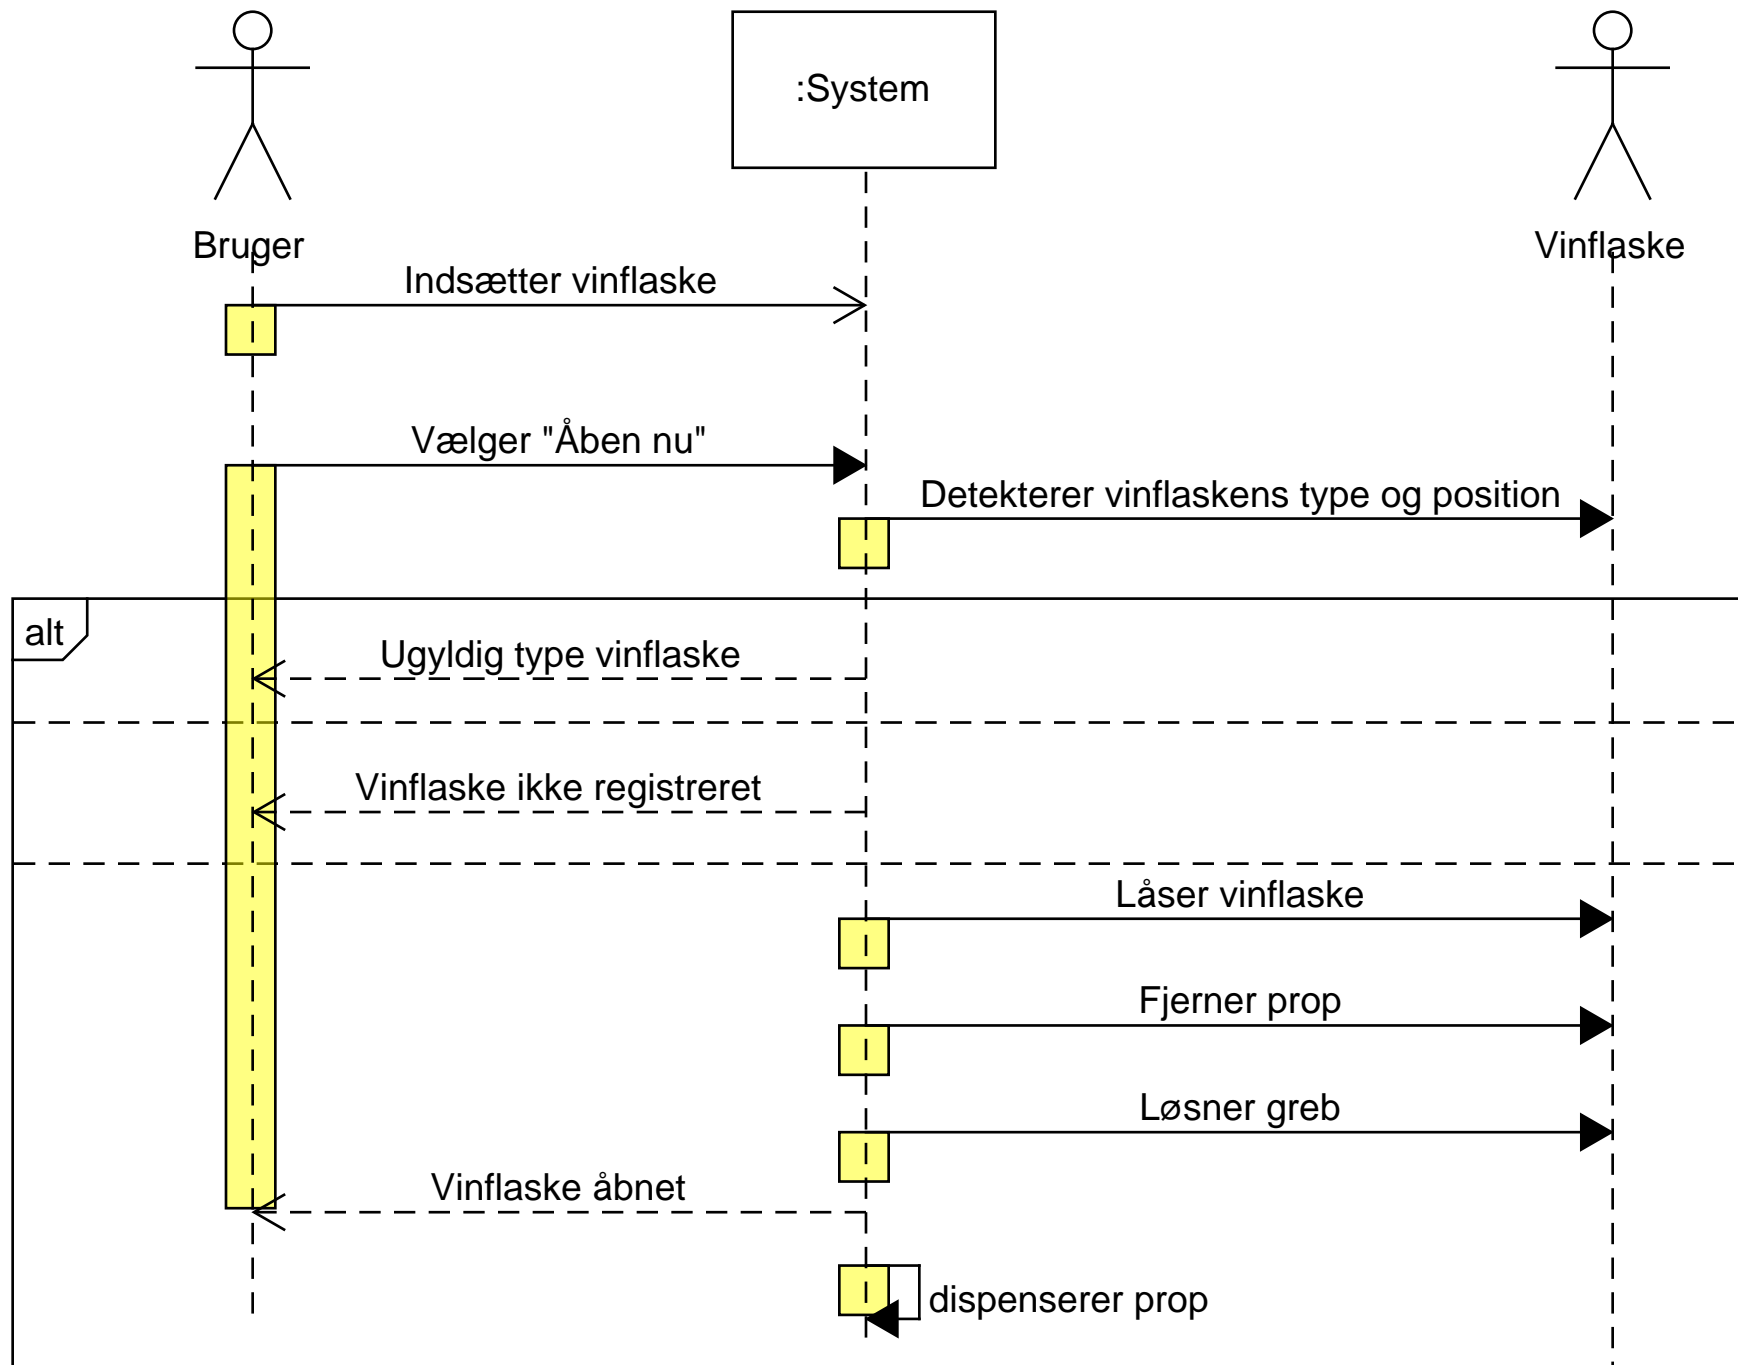 :System
Bruger
Vinflaske
Indsætter vinflaske
Vælger "Åben nu"
Detekterer vinflaskens type og position
alt
Ugyldig type vinflaske
Vinflaske ikke registreret
Låser vinflaske
Fjerner prop
Løsner greb
Vinflaske åbnet
dispenserer prop